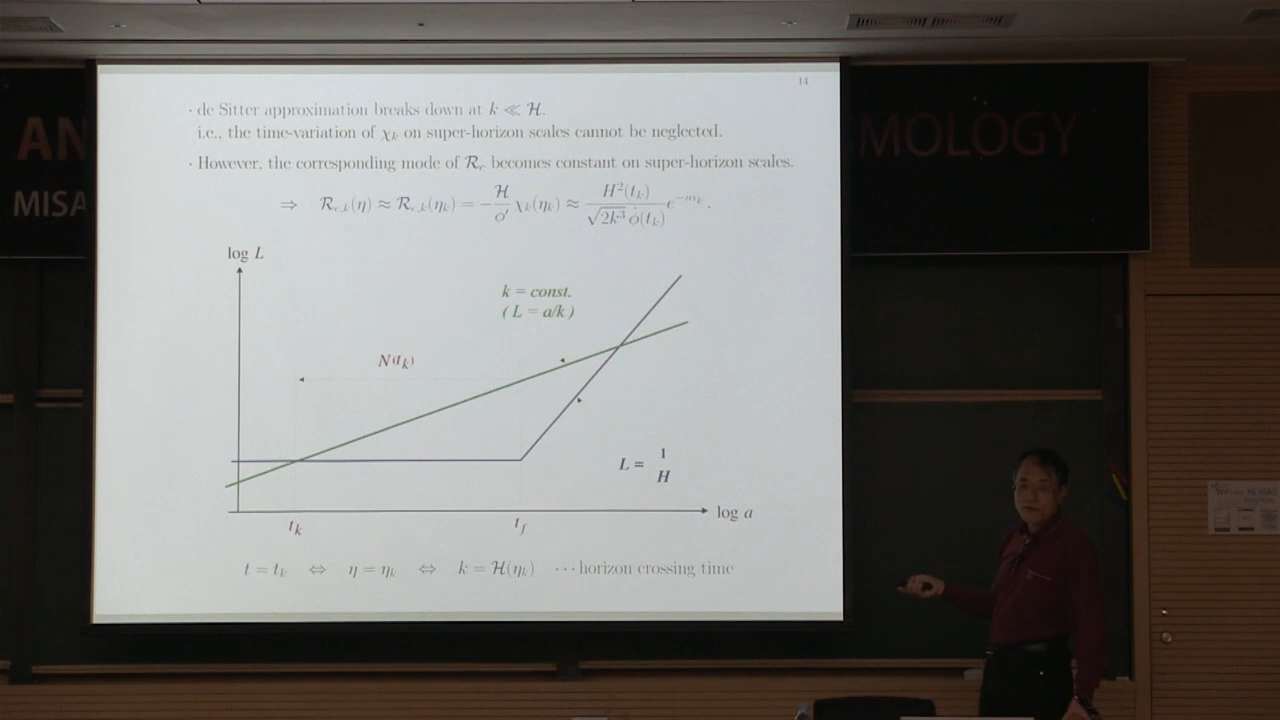 14
· de Sitter approximation breaks down at k ≪ ℋ.
i.e., the time-variation of χ_k on super-horizon scales cannot be neglected.
· However, the corresponding mode of ℛ_c becomes constant on super-horizon scales.
⇒ ℛ_{c,k}(η) ≈ ℛ_{c,k}(η_k) = −ℋ/ϕ′ χ_k(η_k) ≈ H²(t_k)/(√2k³ ϕ̇(t_k)) e^{−iα_k}.
log L
k = const.
( L = a/k )
N(t_k)
L = 1/H
log a
t_k
t_f
t = t_k ⇔ η = η_k ⇔ k = ℋ(η_k) ··· horizon crossing time
AN
MOLOGY
MISA